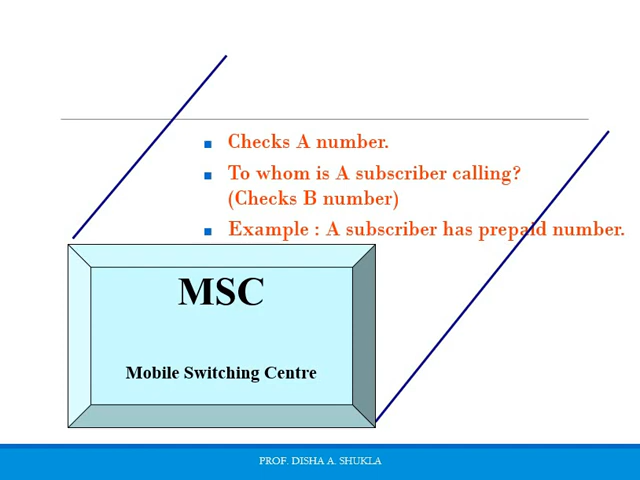 Checks A number.
To whom is A subscriber calling?
(Checks B number)
Example : A subscriber has prepaid number.
MSC
Mobile Switching Centre
PROF. DISHA A. SHUKLA